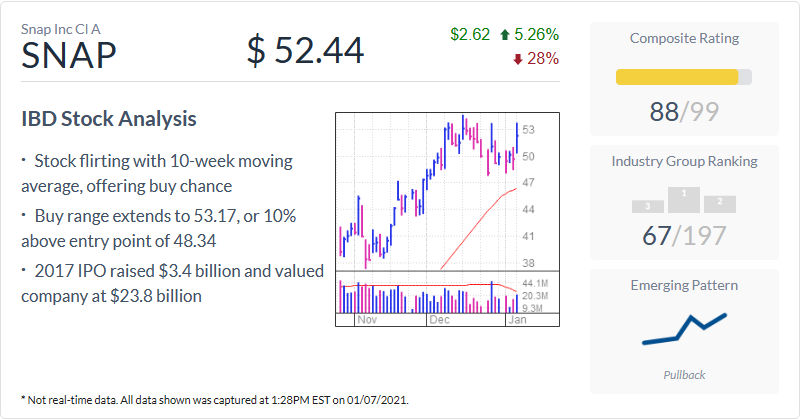 Snap Inc Cl A
SNAP
$ 52.44
$2.62 5.26%
28%
IBD Stock Analysis
· Stock flirting with 10-week moving
average, offering buy chance
· Buy range extends to 53.17, or 10%
above entry point of 48.34
· 2017 IPO raised $3.4 billion and valued
company at $23.8 billion
53
50
47
44
41
38
44.1M
20.3M
9.3M
Nov Dec Jan
Composite Rating
88/99
Industry Group Ranking
3 1 2
67/197
Emerging Pattern
Pullback
* Not real-time data. All data shown was captured at 1:28PM EST on 01/07/2021.